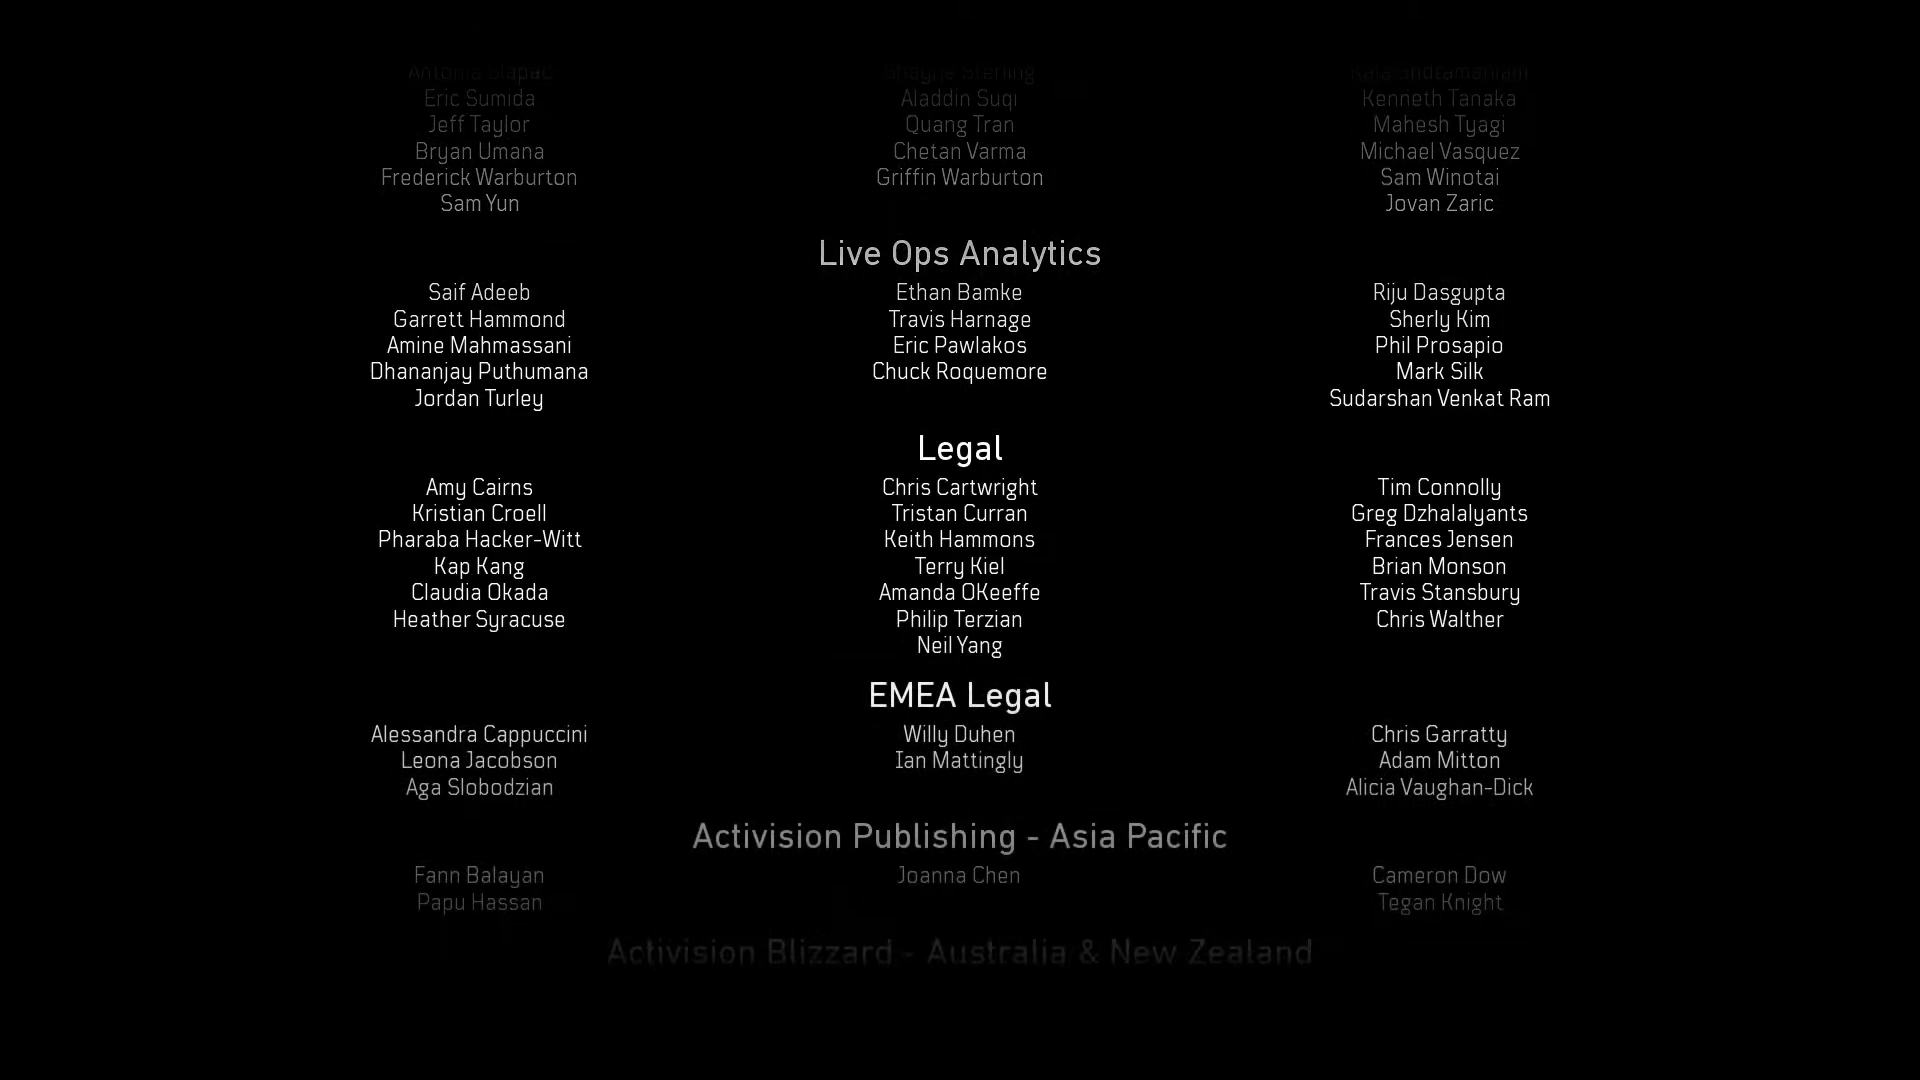 Eric Sumida Aladdin Suqi Kenneth Tanaka
Jeff Taylor Quang Tran Mahesh Tyagi
Bryan Umana Chetan Varma Michael Vasquez
Frederick Warburton Griffin Warburton Sam Winotai
Sam Yun Jovan Zaric
Live Ops Analytics
Saif Adeeb Ethan Bamke Riju Dasgupta
Garrett Hammond Travis Harnage Sherly Kim
Amine Mahmassani Eric Pawlakos Phil Prosapio
Dhananjay Puthumana Chuck Roquemore Mark Silk
Jordan Turley Sudarshan Venkat Ram
Legal
Amy Cairns Chris Cartwright Tim Connolly
Kristian Croell Tristan Curran Greg Dzhalalyants
Pharaba Hacker-Witt Keith Hammons Frances Jensen
Kap Kang Terry Kiel Brian Monson
Claudia Okada Amanda OKeeffe Travis Stansbury
Heather Syracuse Philip Terzian Chris Walther
Neil Yang
EMEA Legal
Alessandra Cappuccini Willy Duhen Chris Garratty
Leona Jacobson Ian Mattingly Adam Mitton
Aga Slobodzian Alicia Vaughan-Dick
Activision Publishing - Asia Pacific
Fann Balayan Joanna Chen Cameron Dow
Papu Hassan Tegan Knight
Activision Blizzard - Australia & New Zealand